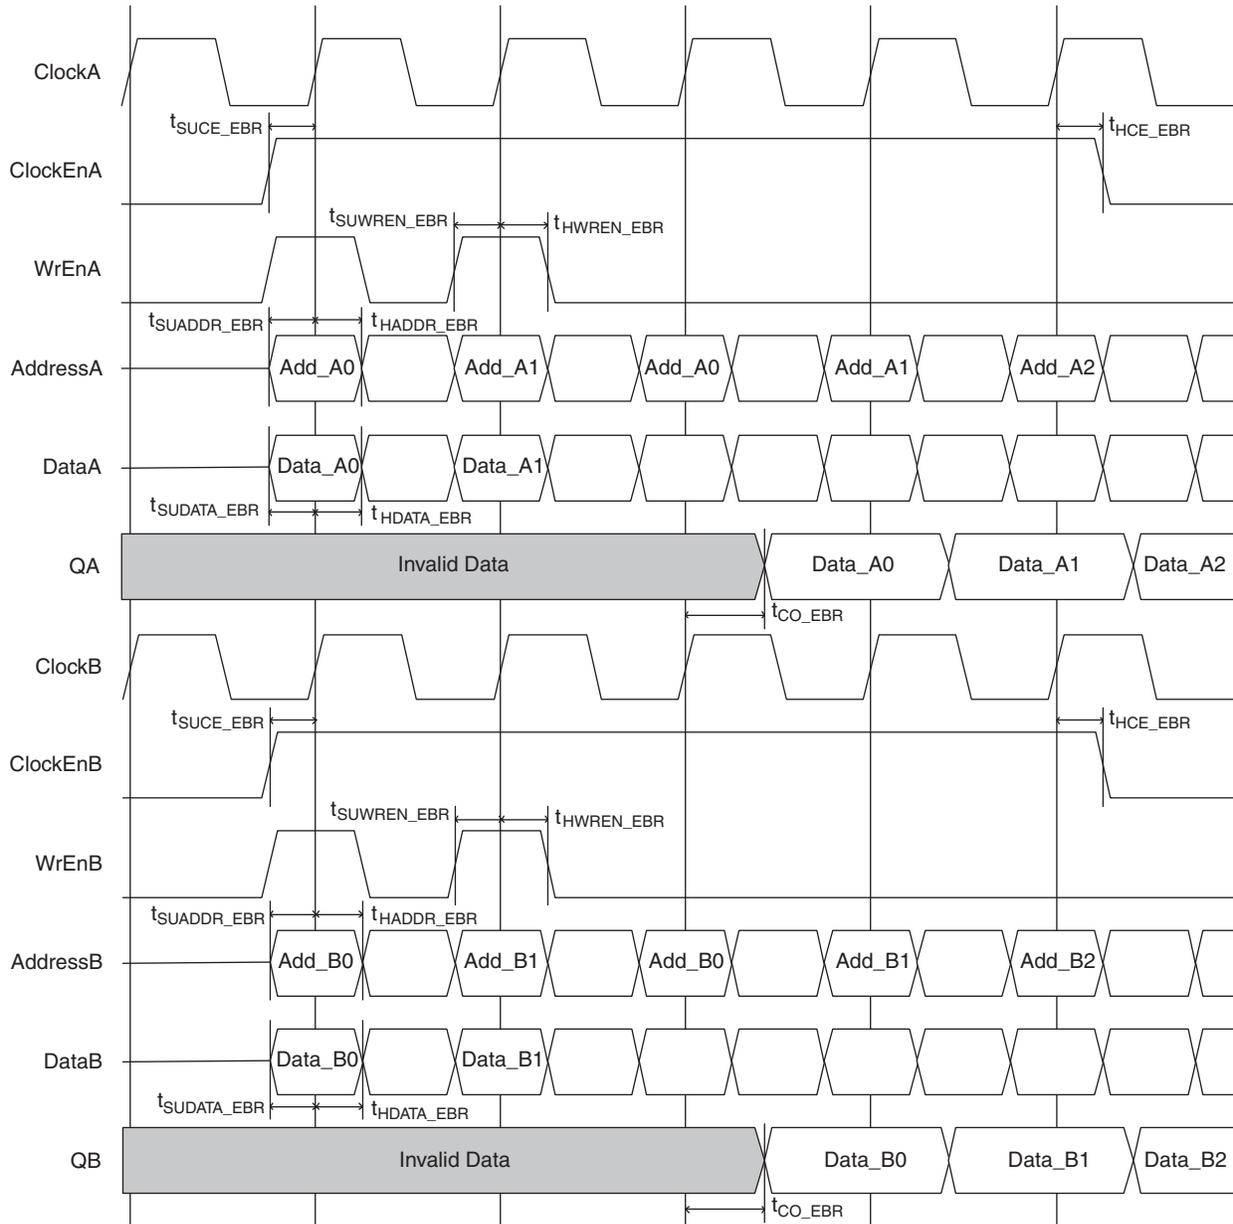 ClockA
tSUCE_EBR tHCE_EBR
ClockEnA
tSUWREN_EBR tHWREN_EBR
WrEnA
tSUADDR_EBR tHADDR_EBR
AddressA Add_A0 Add_A1 Add_A0 Add_A1 Add_A2
DataA Data_A0 Data_A1
tSUDATA_EBR tHDATA_EBR
QA Invalid Data Data_A0 Data_A1 Data_A2
tCO_EBR
ClockB
tSUCE_EBR tHCE_EBR
ClockEnB
tSUWREN_EBR tHWREN_EBR
WrEnB
tSUADDR_EBR tHADDR_EBR
AddressB Add_B0 Add_B1 Add_B0 Add_B1 Add_B2
DataB Data_B0 Data_B1
tSUDATA_EBR tHDATA_EBR
QB Invalid Data Data_B0 Data_B1 Data_B2
tCO_EBR